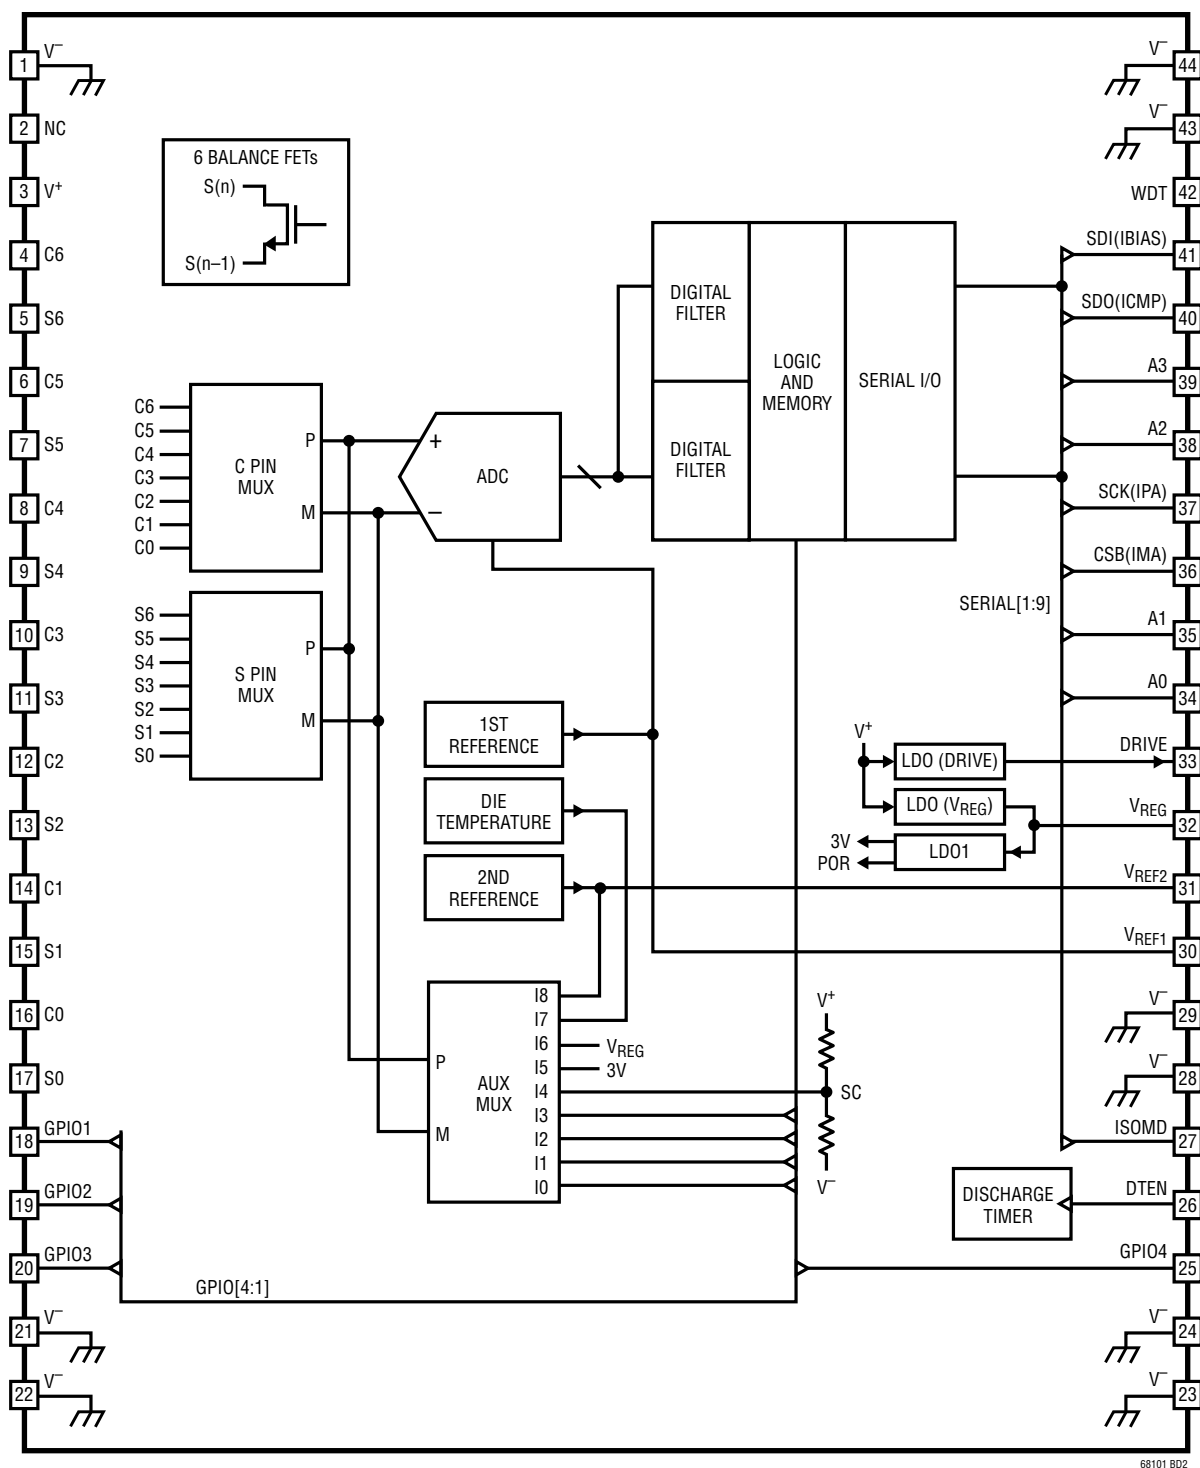 1 V–
2 NC
3 V+
4 C6
5 S6
6 C5
7 S5
8 C4
9 S4
10 C3
11 S3
12 C2
13 S2
14 C1
15 S1
16 C0
17 S0
18 GPIO1
19 GPIO2
20 GPIO3
21 V–
22 V–
6 BALANCE FETs
S(n)
S(n–1)
C6
C5
C4
C3
C2
C1
C0
C PIN
MUX
P
M
S6
S5
S4
S3
S2
S1
S0
S PIN
MUX
P
M
+
–
ADC
DIGITAL
FILTER
DIGITAL
FILTER
LOGIC
AND
MEMORY
SERIAL I/O
SERIAL[1:9]
1ST
REFERENCE
DIE
TEMPERATURE
2ND
REFERENCE
V+
LDO (DRIVE)
LDO (VREG)
LDO1
3V
POR
P
M
AUX
MUX
I8
I7
I6
I5
I4
I3
I2
I1
I0
VREG
3V
V+
SC
V–
DISCHARGE
TIMER
GPIO[4:1]
V– 44
V– 43
WDT 42
SDI(IBIAS) 41
SDO(ICMP) 40
A3 39
A2 38
SCK(IPA) 37
CSB(IMA) 36
A1 35
A0 34
DRIVE 33
VREG 32
VREF2 31
VREF1 30
V– 29
V– 28
ISOMD 27
DTEN 26
GPIO4 25
V– 24
V– 23
68101 BD2